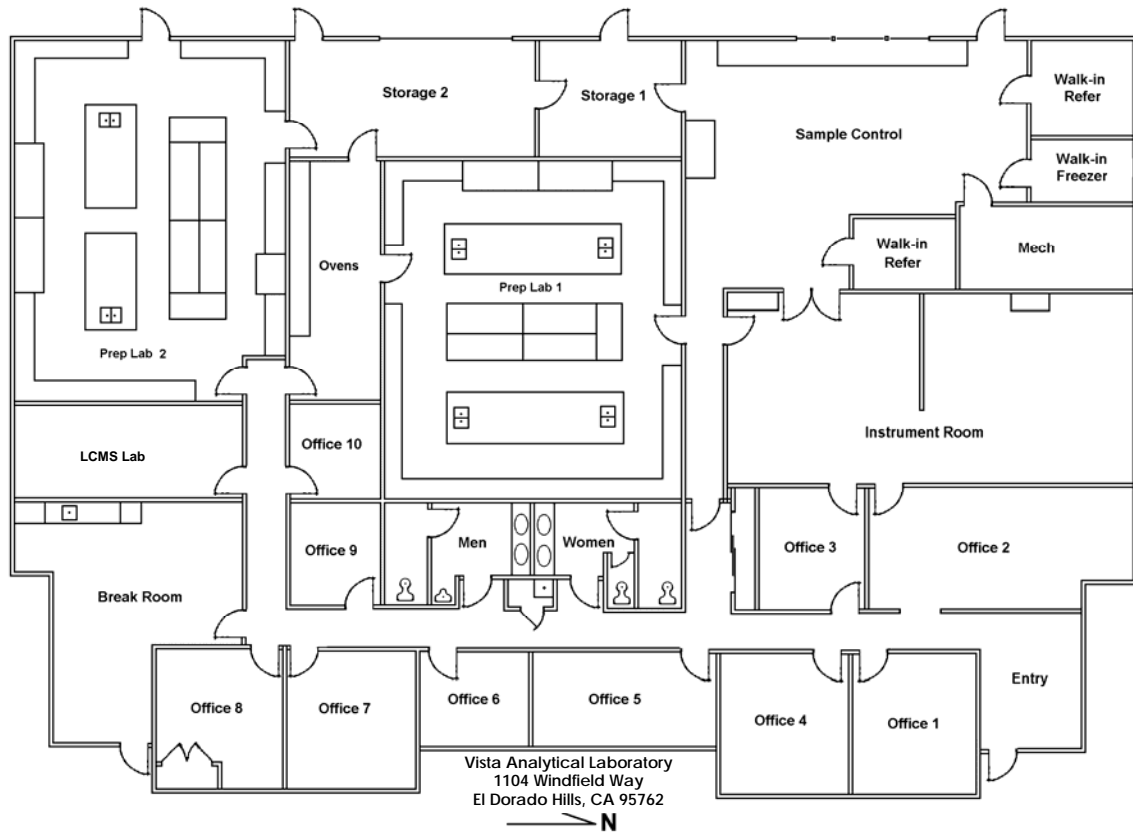 Storage 2
Storage 1
Sample Control
Walk-in
Refer
Walk-in
Freezer
Walk-in
Refer
Mech
Ovens
Prep Lab 1
Prep Lab 2
LCMS Lab
Office 10
Instrument Room
Office 9
Men
Women
Office 3
Office 2
Break Room
Entry
Office 8
Office 7
Office 6
Office 5
Office 4
Office 1
Vista Analytical Laboratory
1104 Windfield Way
El Dorado Hills, CA 95762
N